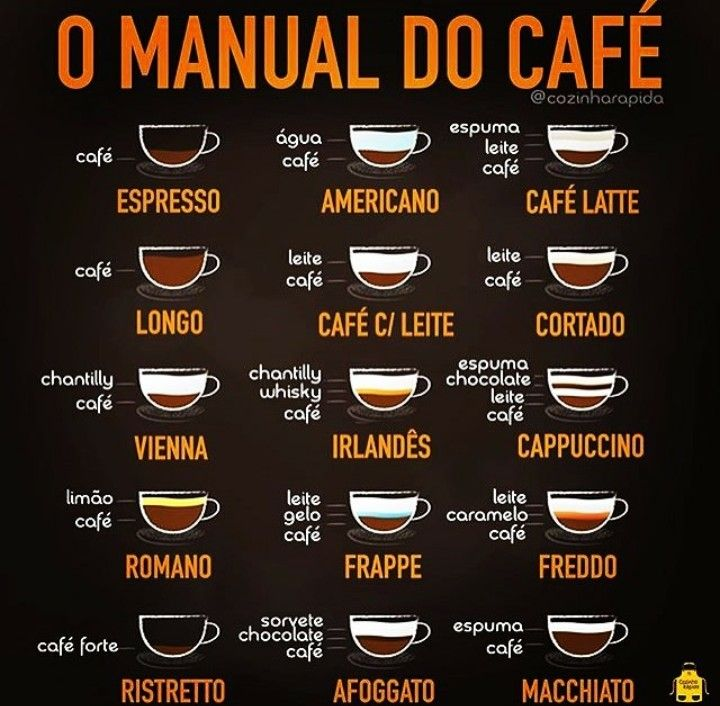 O MANUAL DO CAFÉ
@cozinharapida
café
ESPRESSO
água
café
AMERICANO
espuma
leite
café
CAFÉ LATTE
café
LONGO
leite
café
CAFÉ C/ LEITE
leite
café
CORTADO
chantilly
café
VIENNA
chantilly
whisky
café
IRLANDÊS
espuma
chocolate
leite
café
CAPPUCCINO
limão
café
ROMANO
leite
gelo
café
FRAPPE
leite
caramelo
café
FREDDO
café forte
RISTRETTO
sorvete
chocolate
café
AFOGGATO
espuma
café
MACCHIATO
Cozinha
Rápida